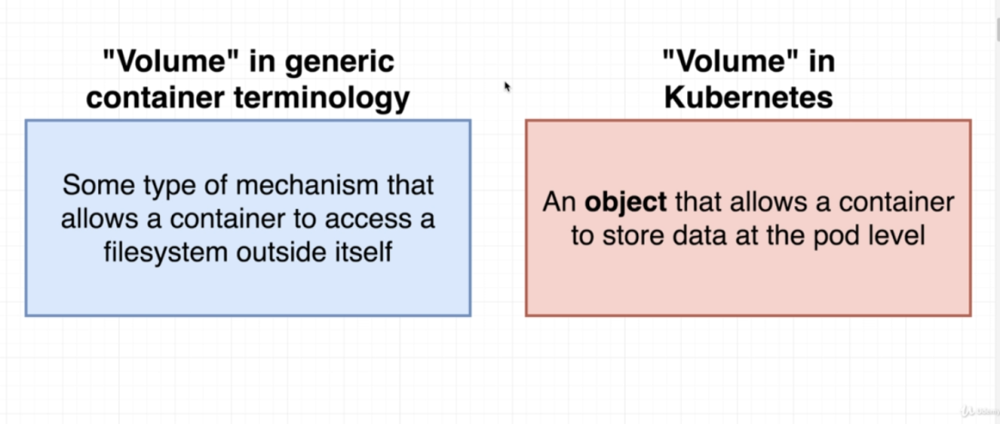 "Volume" in generic
container terminology
Some type of mechanism that
allows a container to access a
filesystem outside itself
"Volume" in
Kubernetes
An object that allows a container
to store data at the pod level